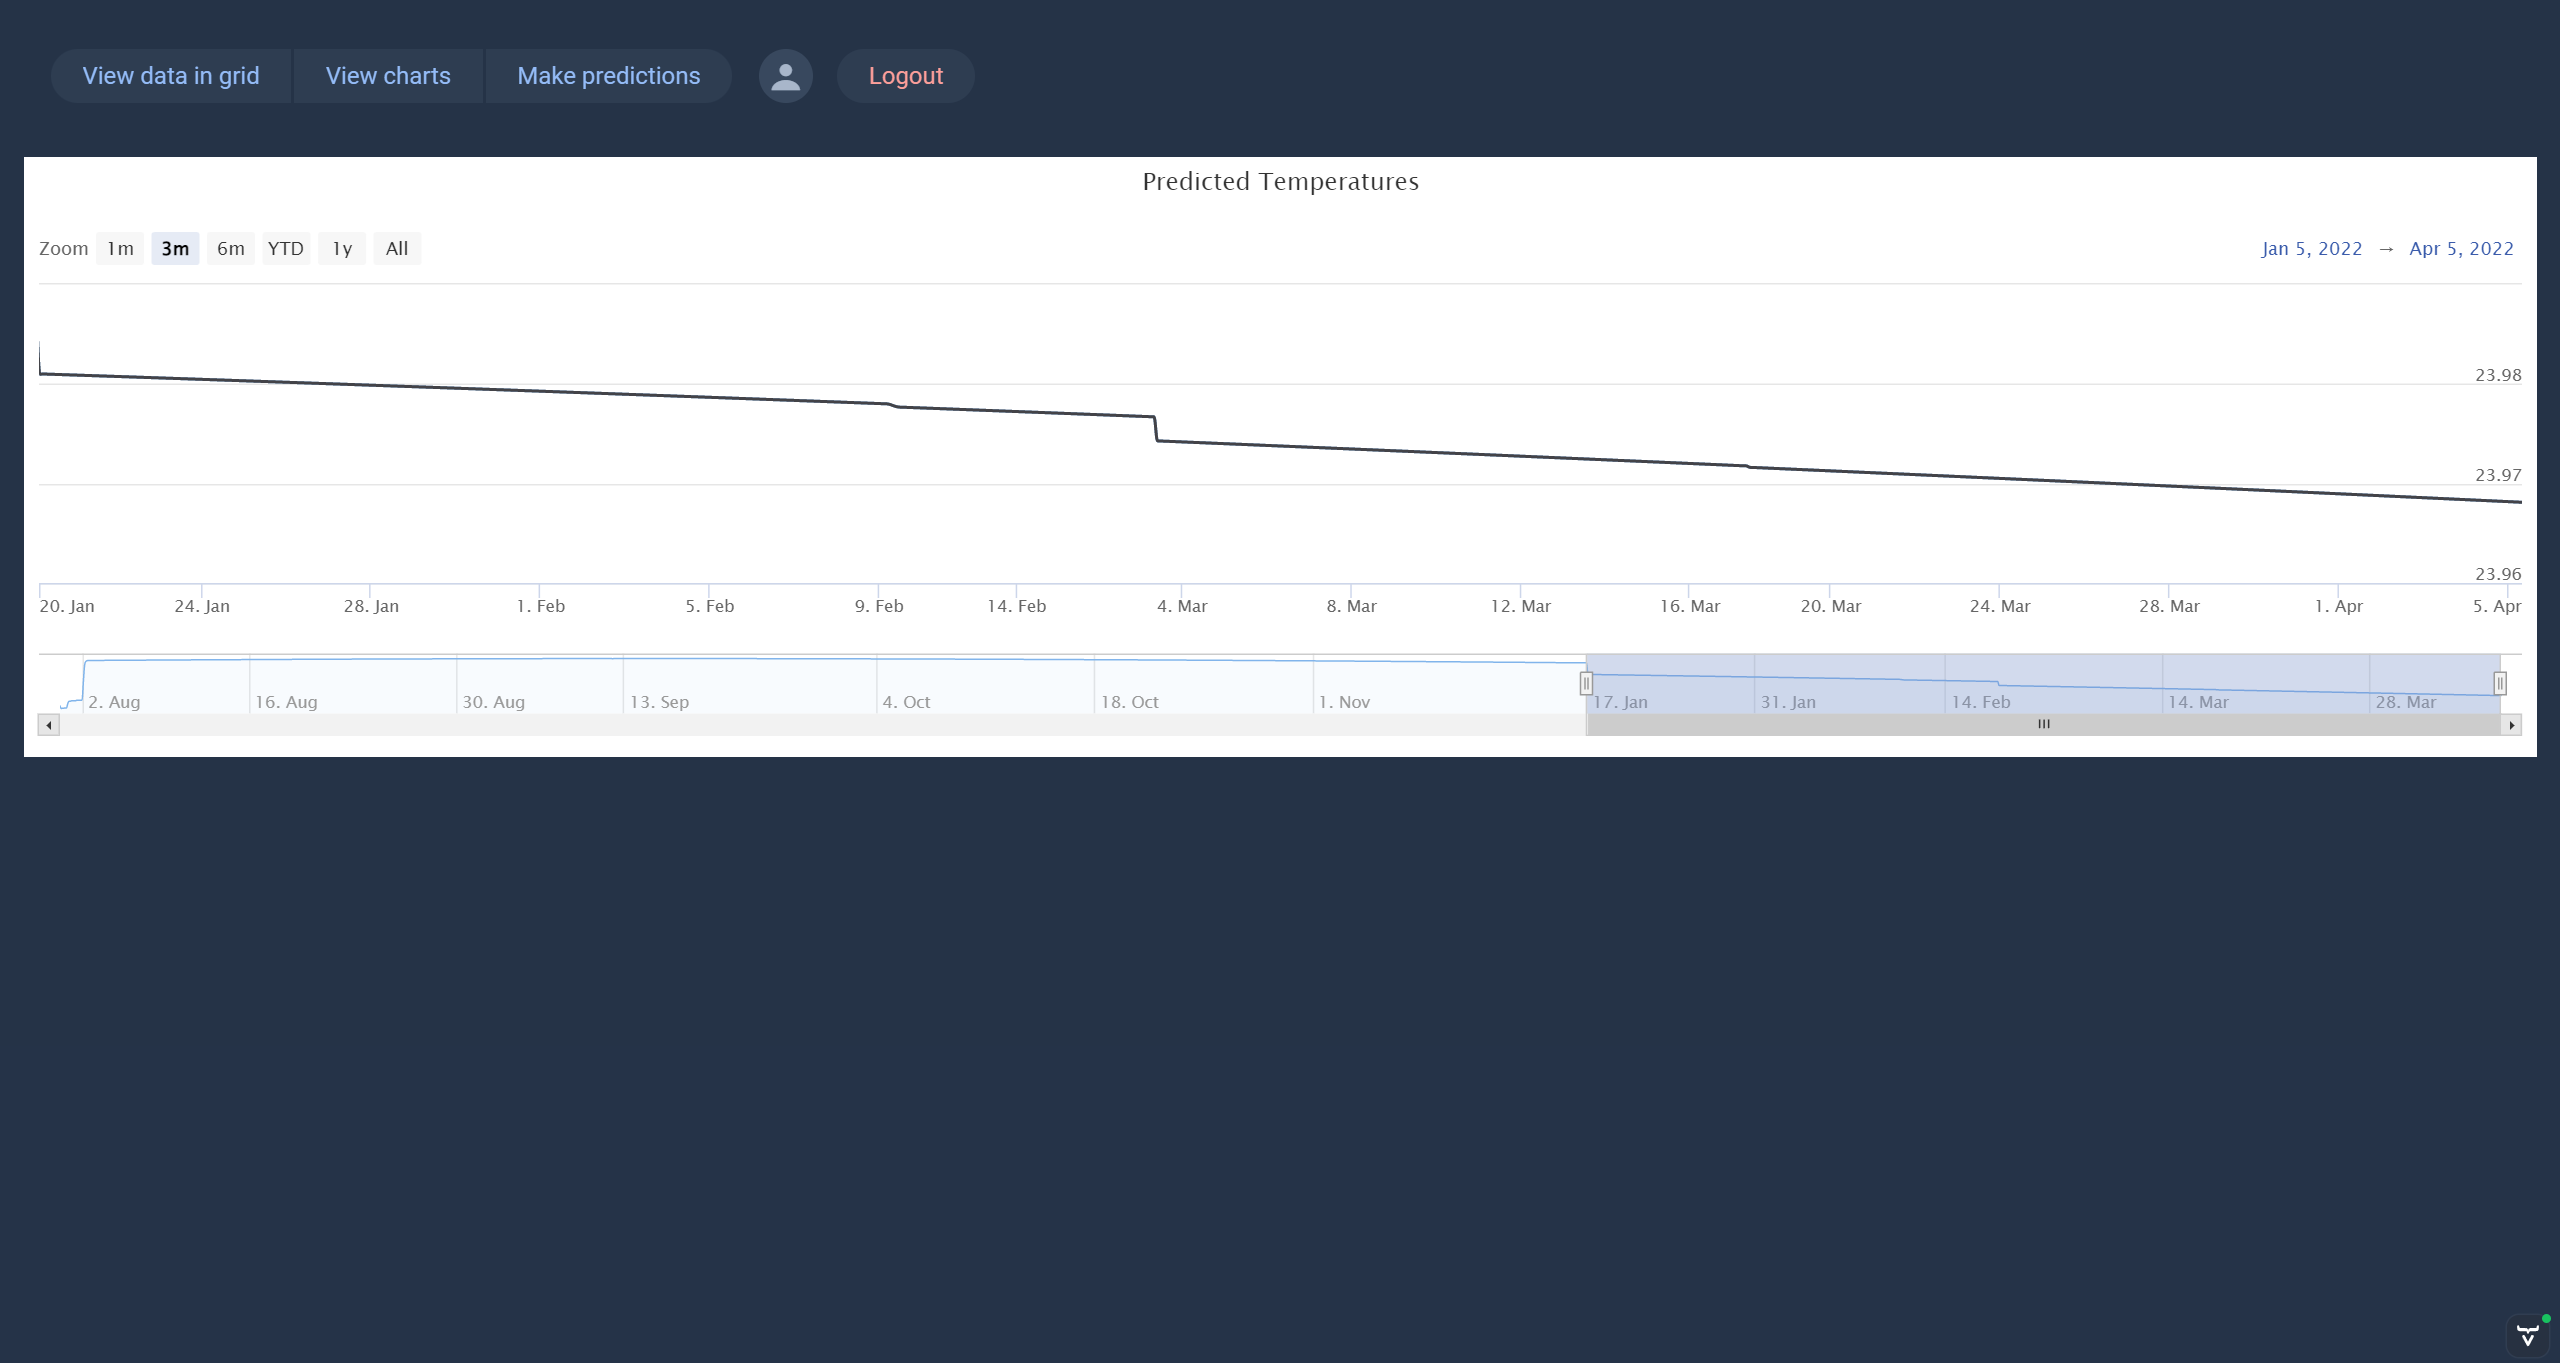 View data in grid View charts Make predictions Logout
Predicted Temperatures
Zoom 1m 3m 6m YTD 1y All Jan 5, 2022 → Apr 5, 2022
23.98
23.97
23.96
20. Jan 24. Jan 28. Jan 1. Feb 5. Feb 9. Feb 14. Feb 4. Mar 8. Mar 12. Mar 16. Mar 20. Mar 24. Mar 28. Mar 1. Apr 5. Apr
2. Aug 16. Aug 30. Aug 13. Sep 4. Oct 18. Oct 1. Nov 17. Jan 31. Jan 14. Feb 14. Mar 28. Mar